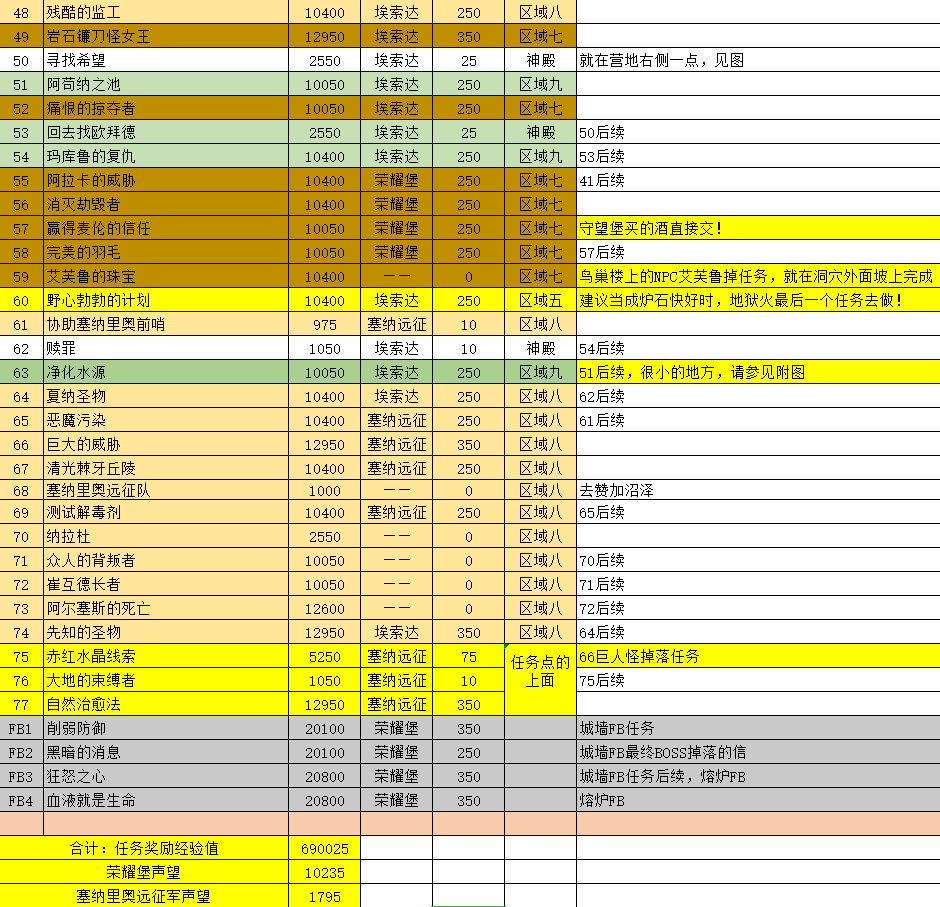 48 残酷的监工 10400 埃索达 250 区域八
49 岩石镰刀怪女王 12950 埃索达 350 区域七
50 寻找希望 2550 埃索达 25 神殿 就在营地右侧一点，见图
51 阿苟纳之池 10050 埃索达 250 区域九
52 痛恨的掠夺者 10050 埃索达 250 区域七
53 回去找欧拜德 2550 埃索达 25 神殿 50后续
54 玛库鲁的复仇 10400 埃索达 250 区域九 53后续
55 阿拉卡的威胁 10400 荣耀堡 250 区域七 41后续
56 消灭劫毁者 10400 荣耀堡 250 区域七
57 赢得麦伦的信任 10050 荣耀堡 250 区域七 守望堡买的酒直接交！
58 完美的羽毛 10050 荣耀堡 250 区域七 57后续
59 艾芙鲁的珠宝 10400 —— 0 区域七 鸟巢楼上的NPC艾芙鲁掉任务，就在洞穴外面坡上完成
60 野心勃勃的计划 10400 埃索达 250 区域五 建议当成炉石快好时，地狱火最后一个任务去做！
61 协助塞纳里奥前哨 975 塞纳远征 10 区域八
62 赎罪 1050 埃索达 10 神殿 54后续
63 净化水源 10050 埃索达 250 区域九 51后续，很小的地方，请参见附图
64 夏纳圣物 10400 埃索达 250 区域八 62后续
65 恶魔污染 10400 塞纳远征 250 区域八 61后续
66 巨大的威胁 12950 塞纳远征 350 区域八
67 清光棘牙丘陵 10400 塞纳远征 250 区域八
68 塞纳里奥远征队 1000 —— 0 区域八 去赞加沼泽
69 测试解毒剂 10400 塞纳远征 250 区域八 65后续
70 纳拉杜 2550 —— 0 区域八
71 众人的背叛者 10050 —— 0 区域八 70后续
72 崔互德长者 10050 —— 0 区域八 71后续
73 阿尔塞斯的死亡 12600 —— 0 区域八 72后续
74 先知的圣物 12950 埃索达 350 区域八 64后续
75 赤红水晶线索 5250 塞纳远征 75 任务点的 66巨人怪掉落任务
76 大地的束缚者 1050 塞纳远征 10 上面 75后续
77 自然治愈法 12950 塞纳远征 350
FB1 削弱防御 20100 荣耀堡 350 城墙FB任务
FB2 黑暗的消息 20100 荣耀堡 250 城墙FB最终BOSS掉落的信
FB3 狂怒之心 20800 荣耀堡 350 城墙FB任务后续，熔炉FB
FB4 血液就是生命 20800 荣耀堡 350 熔炉FB
合计：任务奖励经验值 690025
荣耀堡声望 10235
塞纳里奥远征军声望 1795